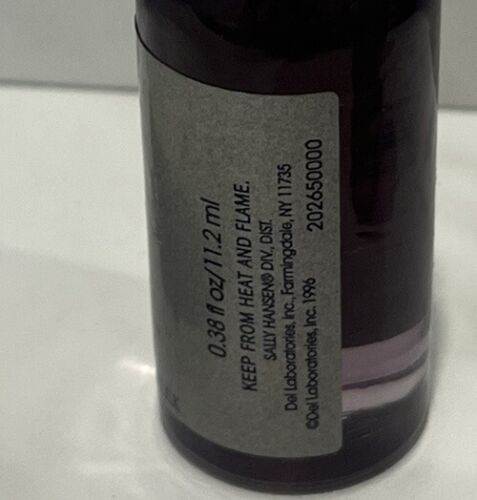 0.38 fl oz/11.2 ml
KEEP FROM HEAT AND FLAME.
SALLY HANSEN® DIV., DIST.
Del Laboratories, Inc., Farmingdale, NY 11735
©Del Laboratories, Inc. 1996 202650000